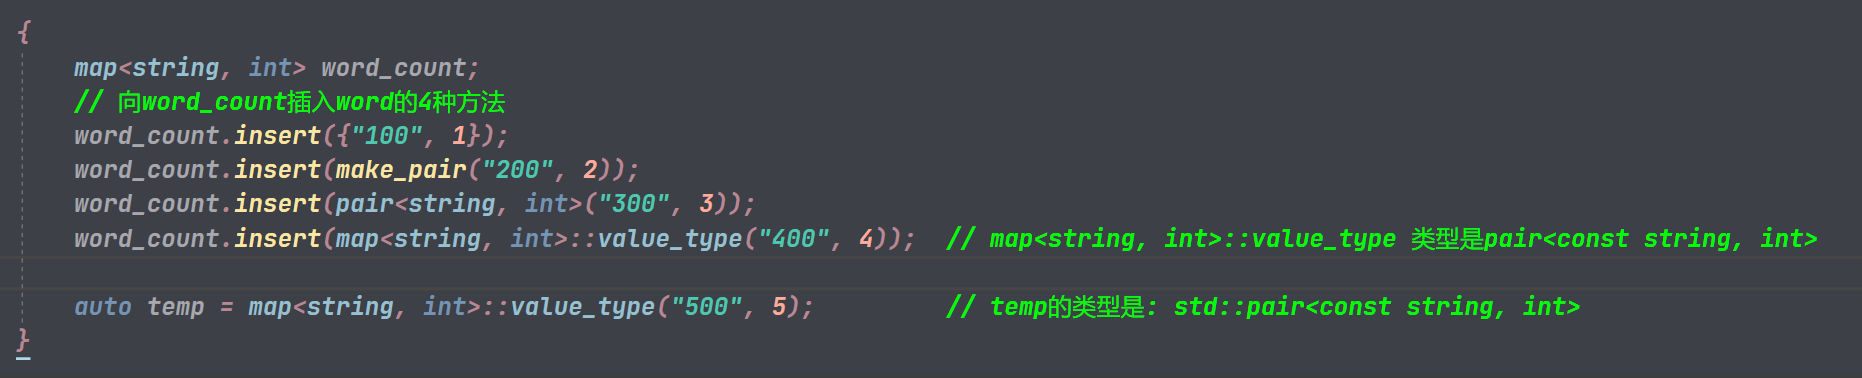 {
map<string, int> word_count;
// 向word_count插入word的4种方法
word_count.insert({"100", 1});
word_count.insert(make_pair("200", 2));
word_count.insert(pair<string, int>("300", 3));
word_count.insert(map<string, int>::value_type("400", 4)); // map<string, int>::value_type 类型是pair<const string, int>
auto temp = map<string, int>::value_type("500", 5); // temp的类型是: std::pair<const string, int>
}